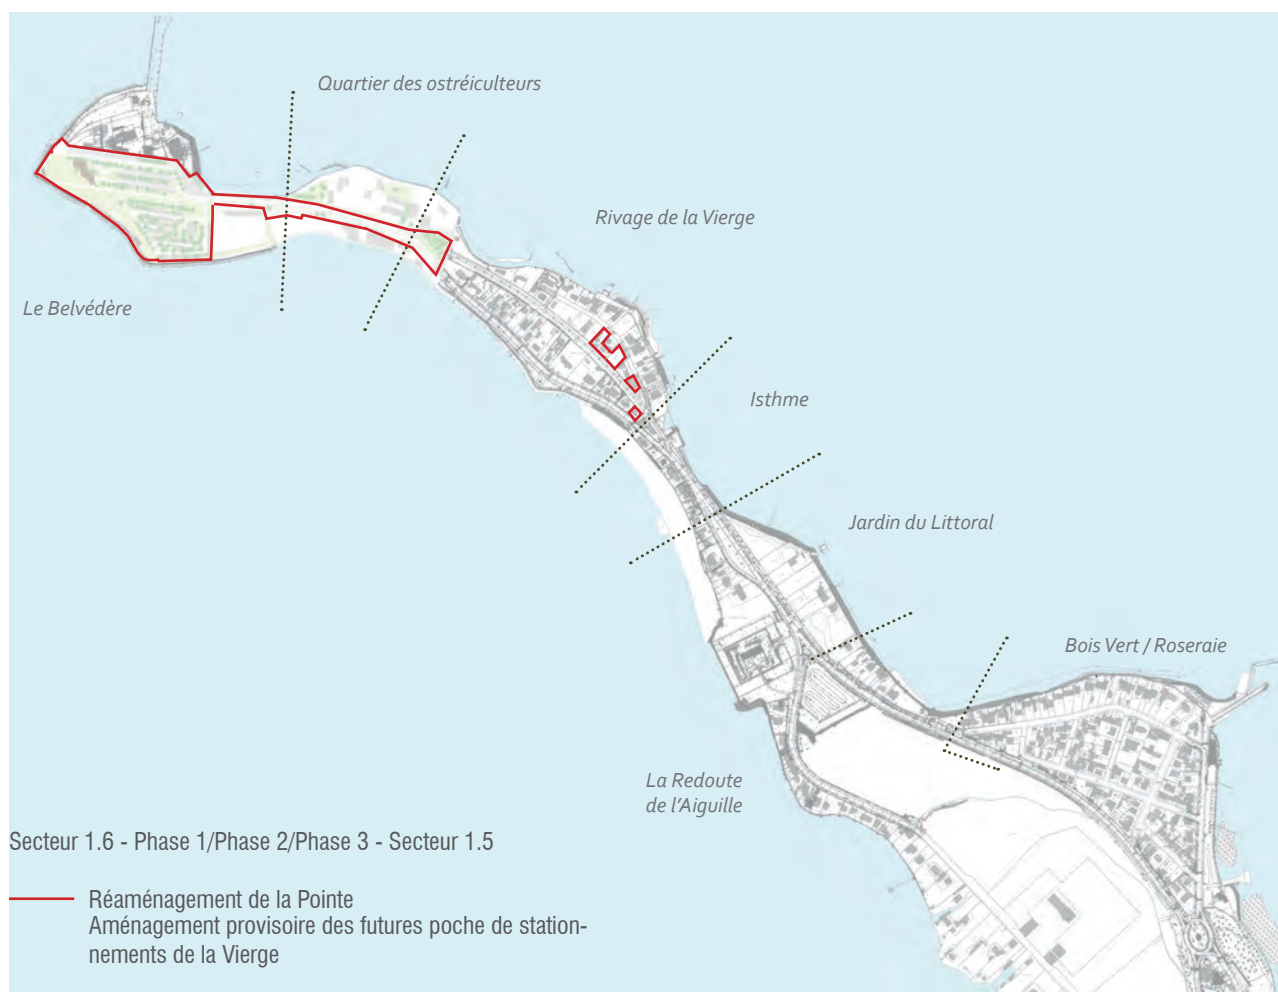 Quartier des ostréiculteurs
Rivage de la Vierge
Le Belvédère
Isthme
Jardin du Littoral
Bois Vert / Roseraie
La Redoute
de l'Aiguille
Secteur 1.6 - Phase 1/Phase 2/Phase 3 - Secteur 1.5
Réaménagement de la Pointe
Aménagement provisoire des futures poche de station-
nements de la Vierge